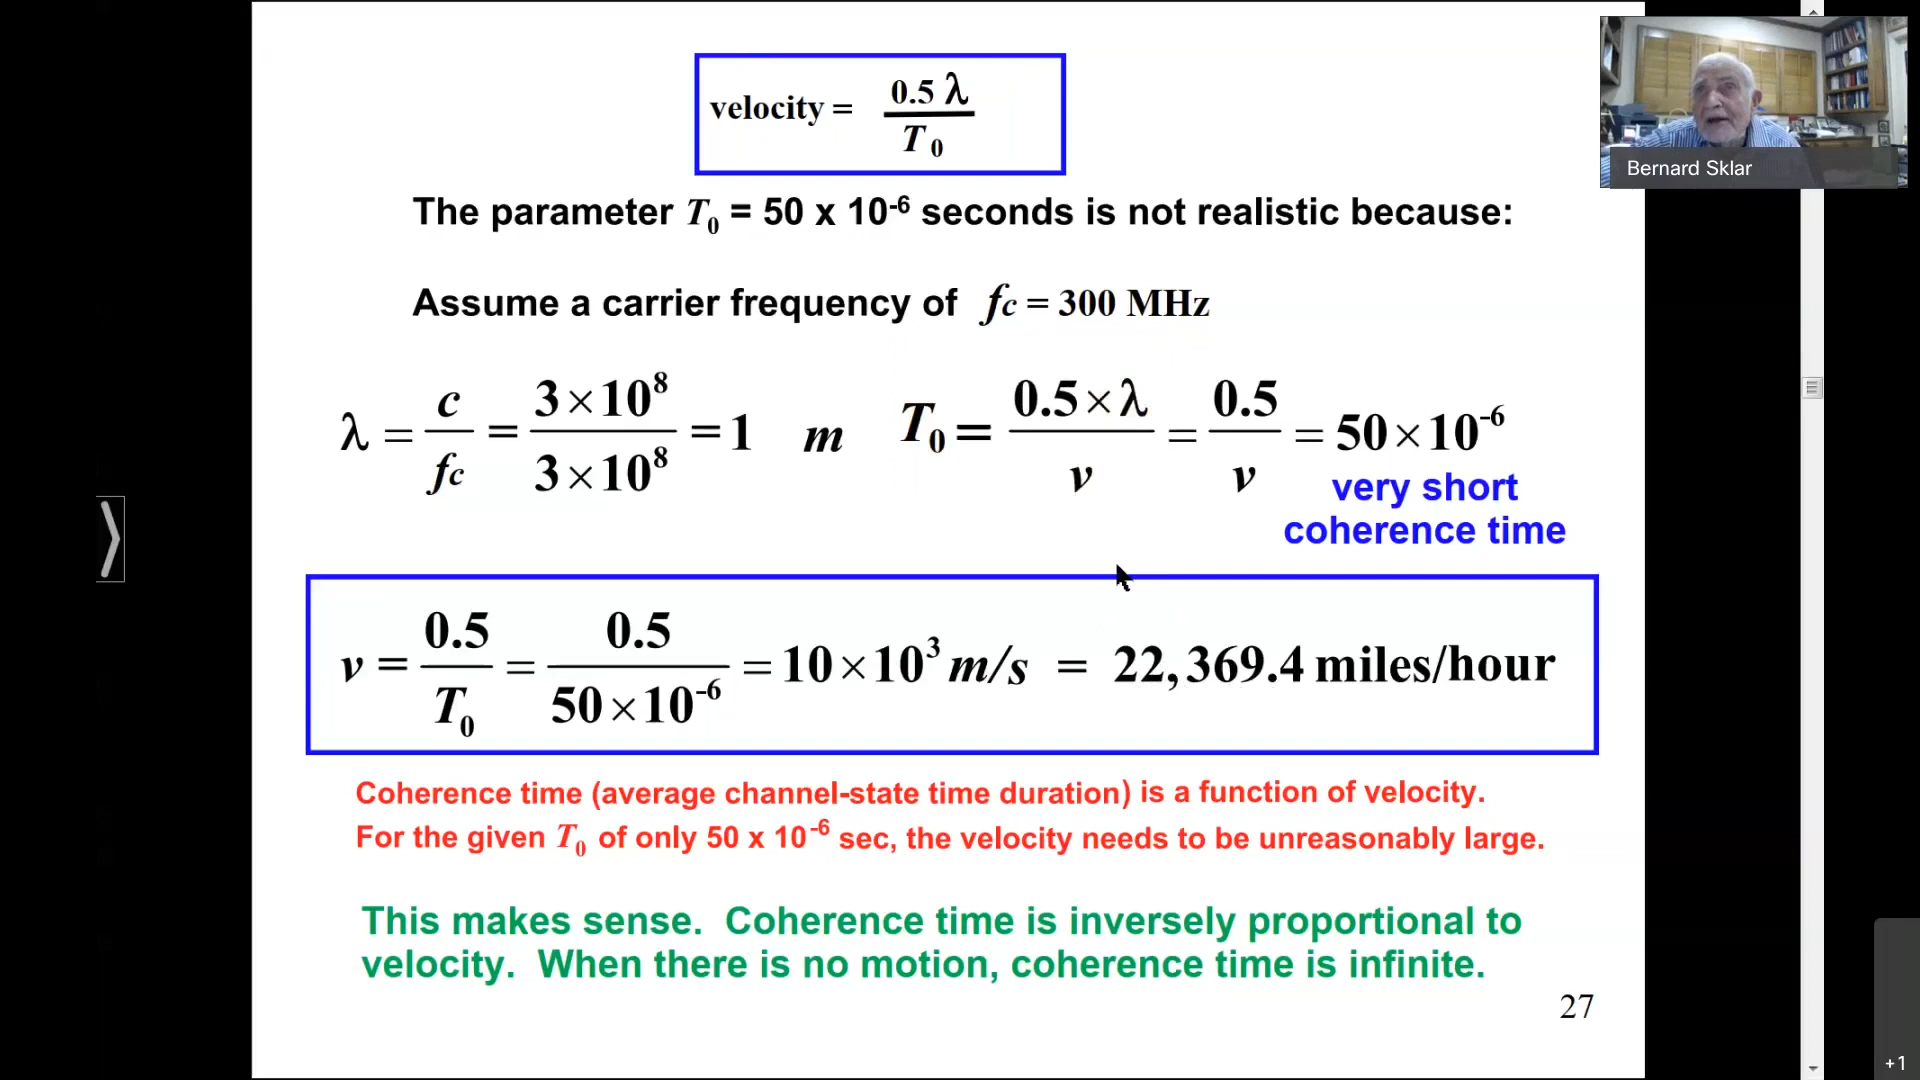 velocity = 0.5 λ / T₀
Bernard Sklar
The parameter T₀ = 50 x 10⁻⁶ seconds is not realistic because:
Assume a carrier frequency of fc = 300 MHz
λ = c / fc = 3×10⁸ / 3×10⁸ = 1 m T₀ = 0.5×λ / v = 0.5 / v = 50×10⁻⁶
very short
coherence time
v = 0.5 / T₀ = 0.5 / 50×10⁻⁶ = 10×10³ m/s = 22,369.4 miles/hour
Coherence time (average channel-state time duration) is a function of velocity.
For the given T₀ of only 50 x 10⁻⁶ sec, the velocity needs to be unreasonably large.
This makes sense. Coherence time is inversely proportional to
velocity. When there is no motion, coherence time is infinite.
27
+1